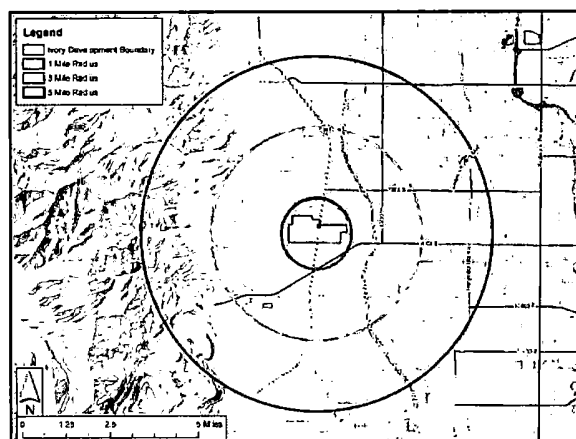 Legend
Ivory Development Boundary
1 Mile Radius
3 Mile Radius
5 Mile Radius
N
0 1.25 2.5 5 Miles